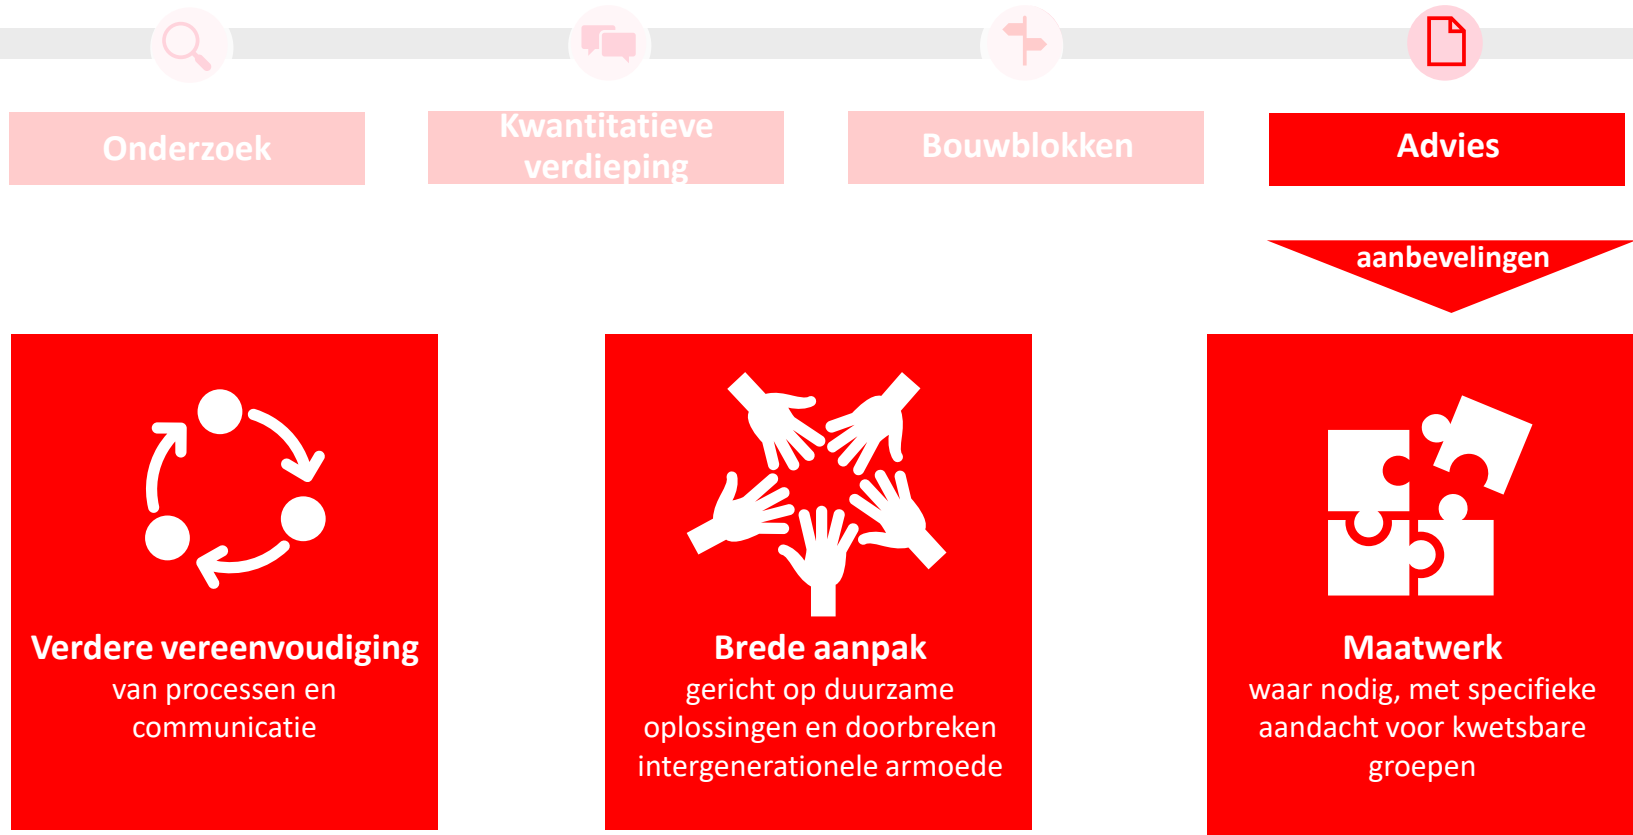 Onderzoek
Kwantitatieve
verdieping
Bouwblokken
Advies
aanbevelingen
Verdere vereenvoudiging
van processen en
communicatie
Brede aanpak
gericht op duurzame
oplossingen en doorbreken
intergenerationele armoede
Maatwerk
waar nodig, met specifieke
aandacht voor kwetsbare
groepen